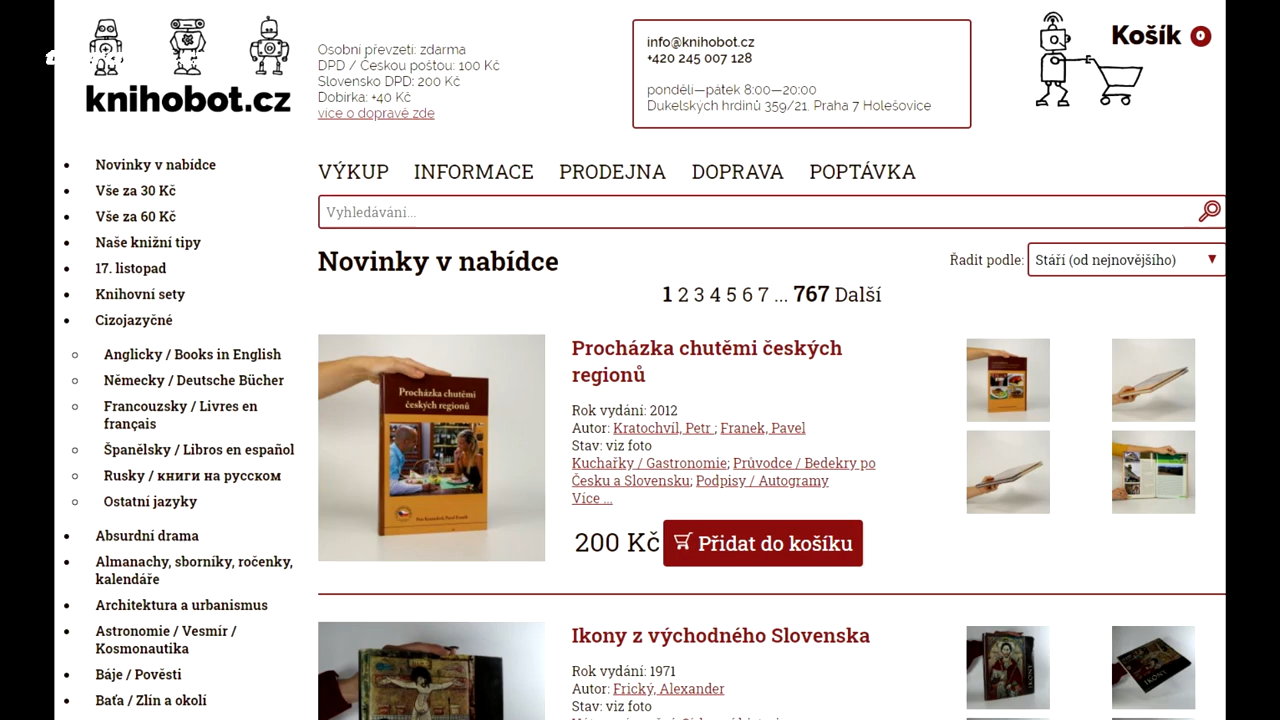 knihobot.cz
Osobní převzetí: zdarma
DPD / Českou poštou: 100 Kč
Slovensko DPD: 200 Kč
Dobírka: +40 Kč
více o dopravě zde
info@knihobot.cz
+420 245 007 128
pondělí—pátek 8:00—20:00
Dukelských hrdinů 359/21. Praha 7 Holešovice
Košík 0
Novinky v nabídce
Vše za 30 Kč
Vše za 60 Kč
Naše knižní tipy
17. listopad
Knihovní sety
Cizojazyčné
Anglicky / Books in English
Německy / Deutsche Bücher
Francouzsky / Livres en
français
Španělsky / Libros en español
Rusky / книги на русском
Ostatní jazyky
Absurdní drama
Almanachy, sborníky, ročenky,
kalendáře
Architektura a urbanismus
Astronomie / Vesmír /
Kosmonautika
Báje / Pověsti
Baťa / Zlín a okolí
VÝKUP INFORMACE PRODEJNA DOPRAVA POPTÁVKA
Vyhledávání...
Novinky v nabídce
Řadit podle: Stáří (od nejnovějšího)
1 2 3 4 5 6 7 ... 767 Další
Procházka chutěmi
českých regionů
Procházka chutěmi českých
regionů
Rok vydání: 2012
Autor: Kratochvíl, Petr ; Franek, Pavel
Stav: viz foto
Kuchařky / Gastronomie; Průvodce / Bedekry po
Česku a Slovensku; Podpisy / Autogramy
Více ...
200 Kč Přidat do košíku
Ikony z východného Slovenska
Rok vydání: 1971
Autor: Frický, Alexander
Stav: viz foto